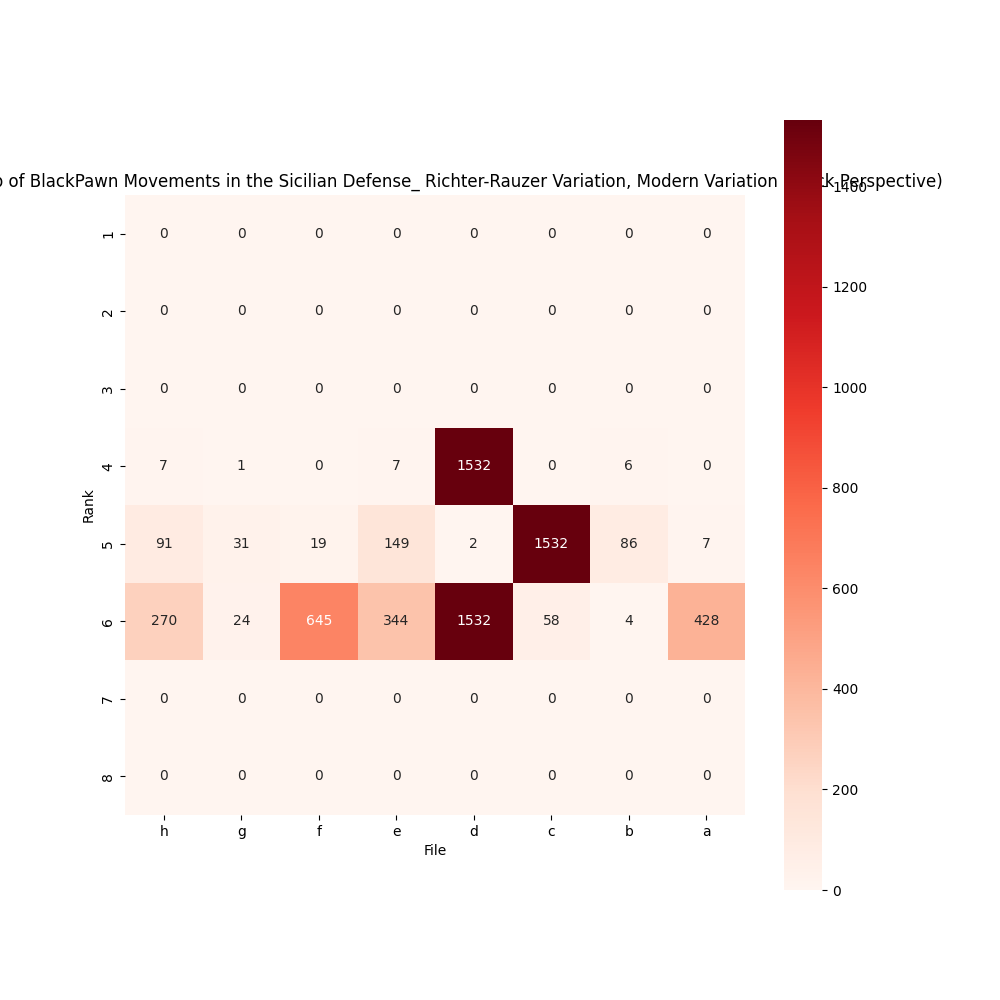 of BlackPawn Movements in the Sicilian Defense_ Richter-Rauzer Variation, Modern Variation Perspective)
1400
1 0 0 0 0 0 0 0 0
2 0 0 0 0 0 0 0 0
1200
3 0 0 0 0 0 0 0 0
1000
4 7 1 0 7 1532 0 6 0
800
Rank
5 91 31 19 149 2 1532 86 7
600
6 270 24 645 344 1532 58 4 428
400
7 0 0 0 0 0 0 0 0
8 0 0 0 0 0 0 0 0
200
h g f e d c b a
File
0